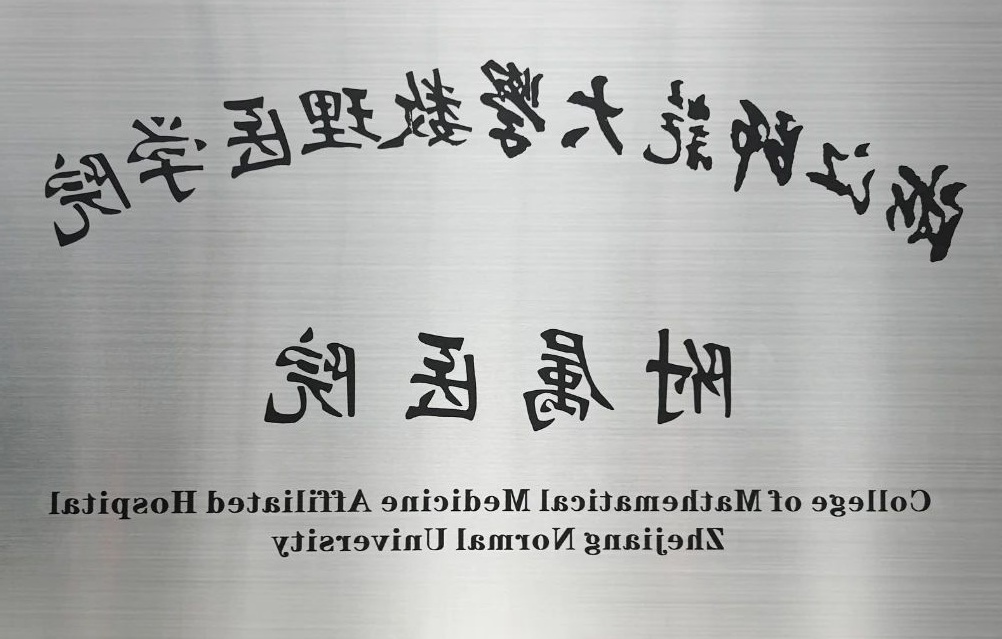 浙江师范大学数理医学院
附属医院
College of Mathematical Medicine Affiliated Hospital
Zhejiang Normal University